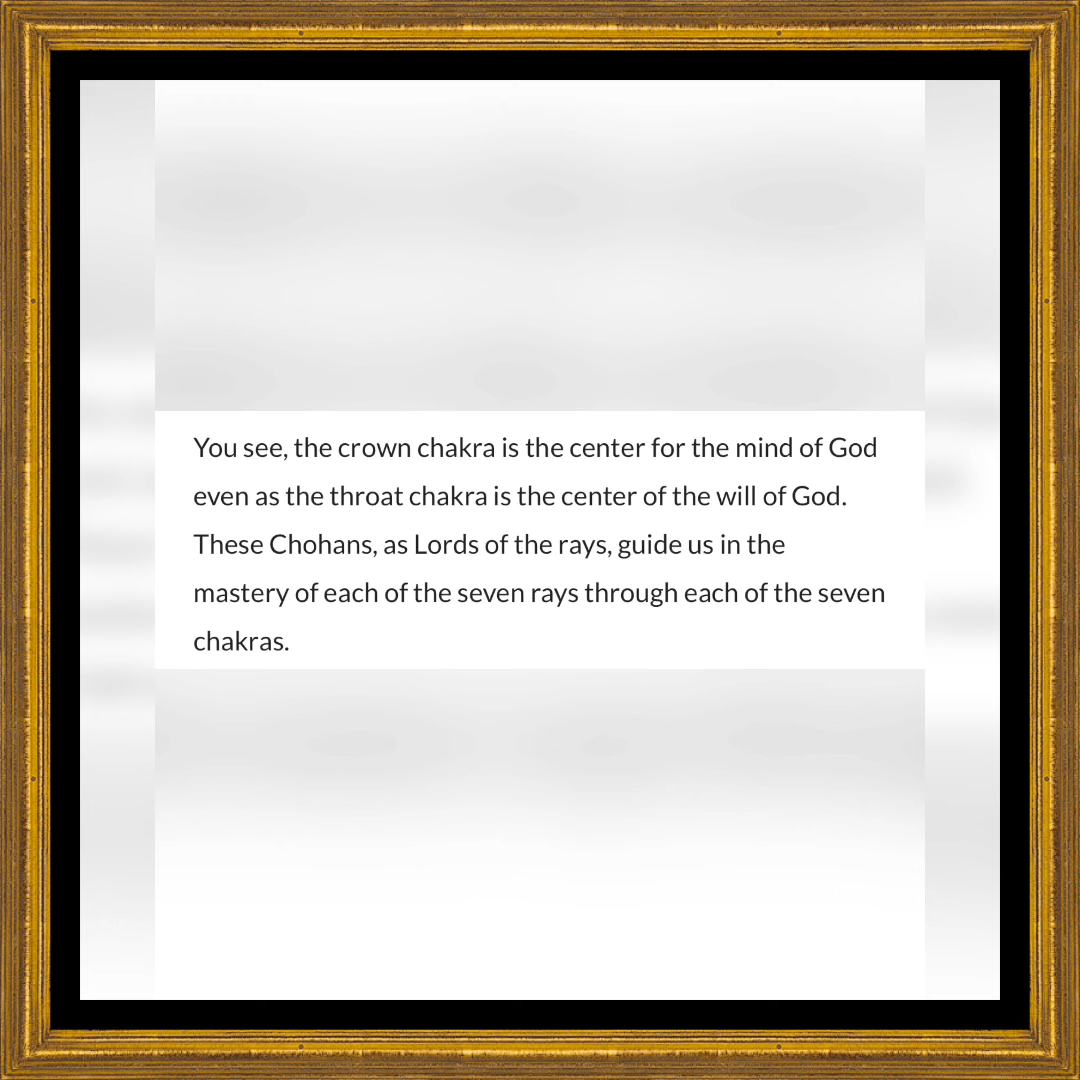 You see, the crown chakra is the center for the mind of God
even as the throat chakra is the center of the will of God.
These Chohans, as Lords of the rays, guide us in the
mastery of each of the seven rays through each of the seven
chakras.